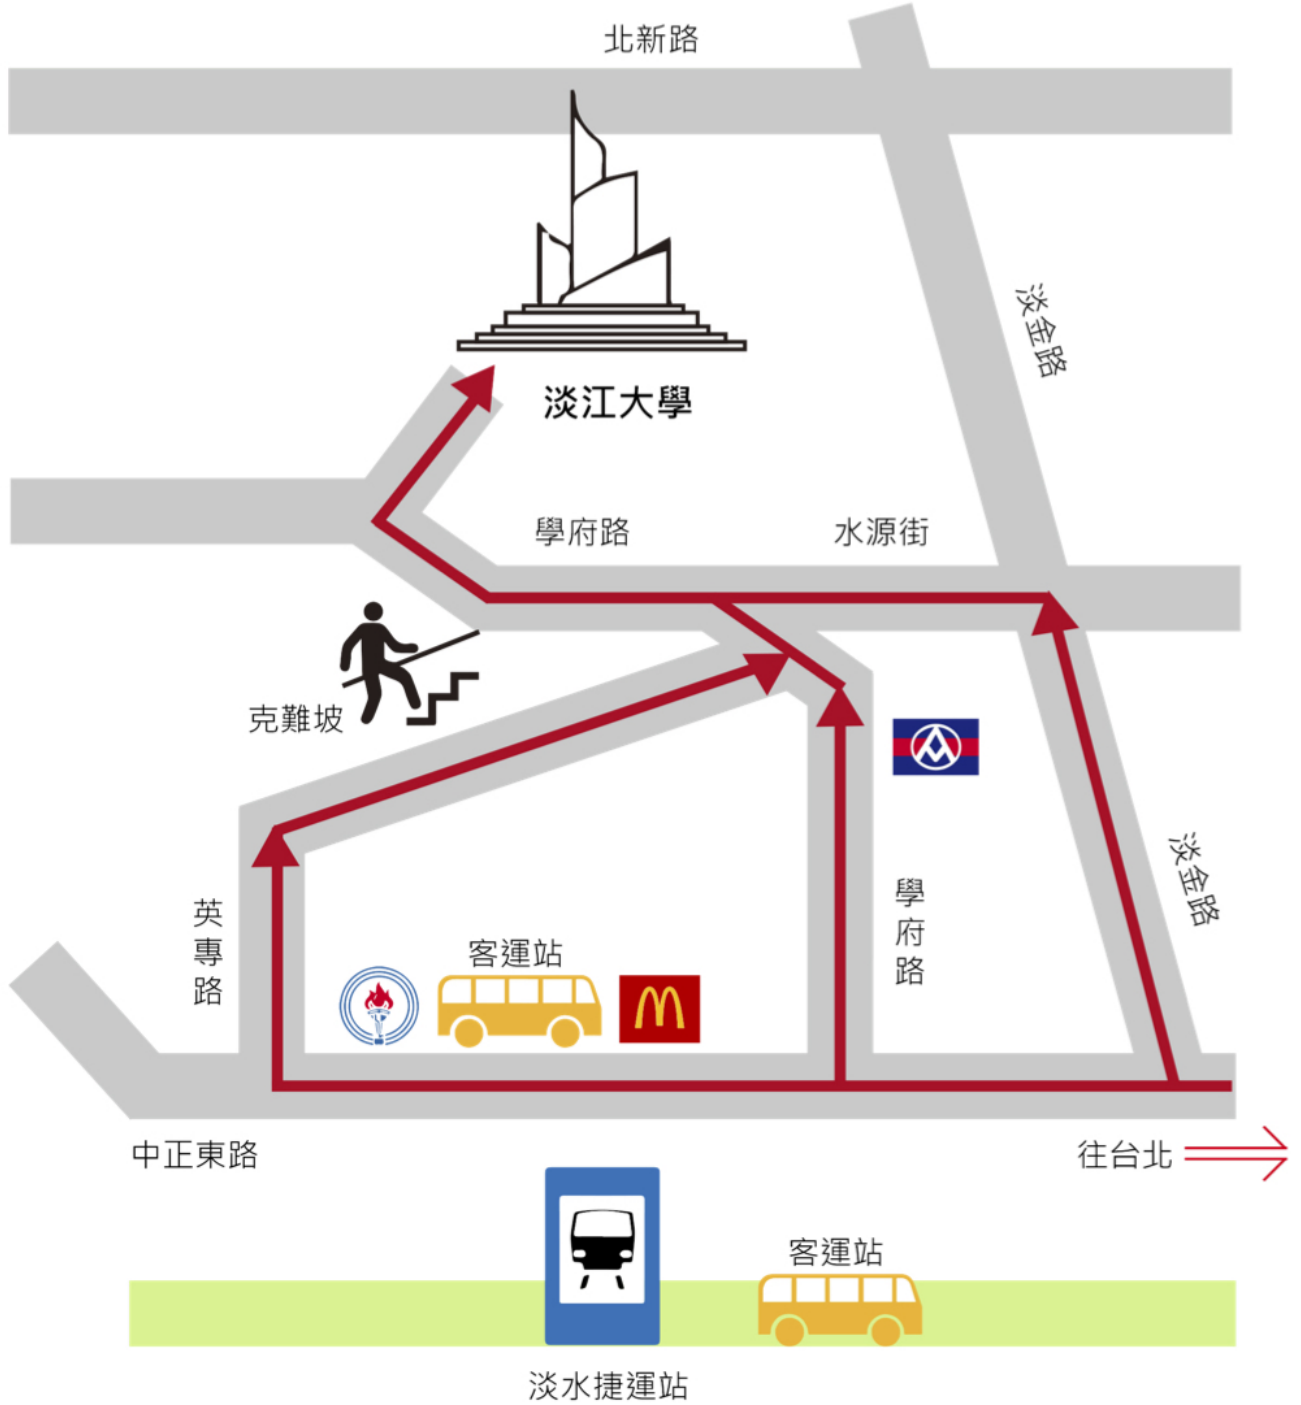 北新路
淡金路
淡江大學
學府路
水源街
克難坡
淡金路
學府路
英專路
客運站
中正東路
往台北
客運站
淡水捷運站